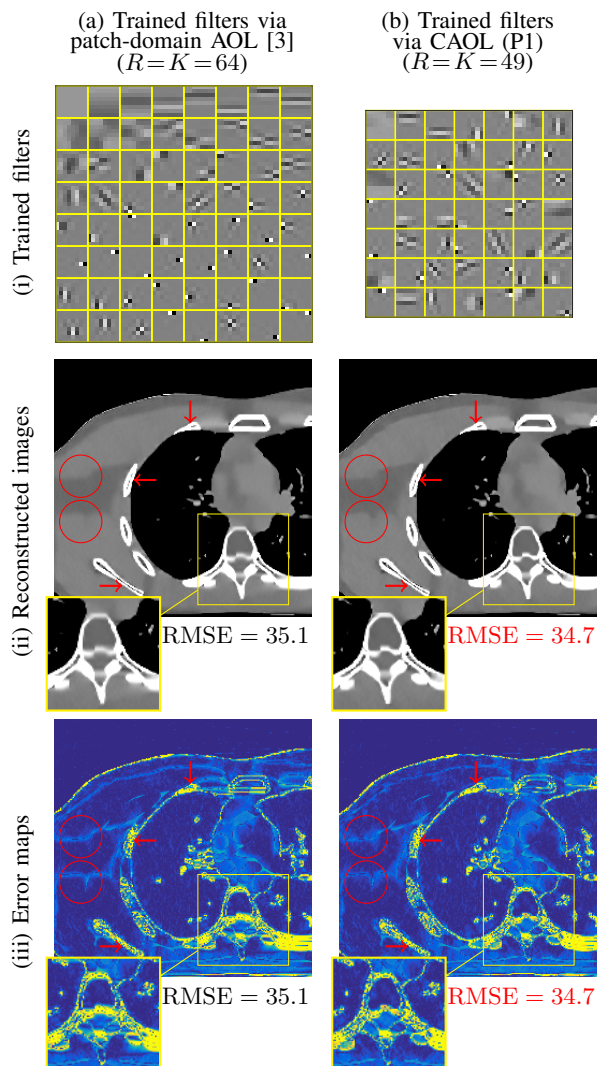 (a) Trained filters via
patch-domain AOL [3]
(R=K=64)
(b) Trained filters
via CAOL (P1)
(R=K=49)
(i) Trained filters
(ii) Reconstructed images
RMSE = 35.1
RMSE = 34.7
(iii) Error maps
RMSE = 35.1
RMSE = 34.7